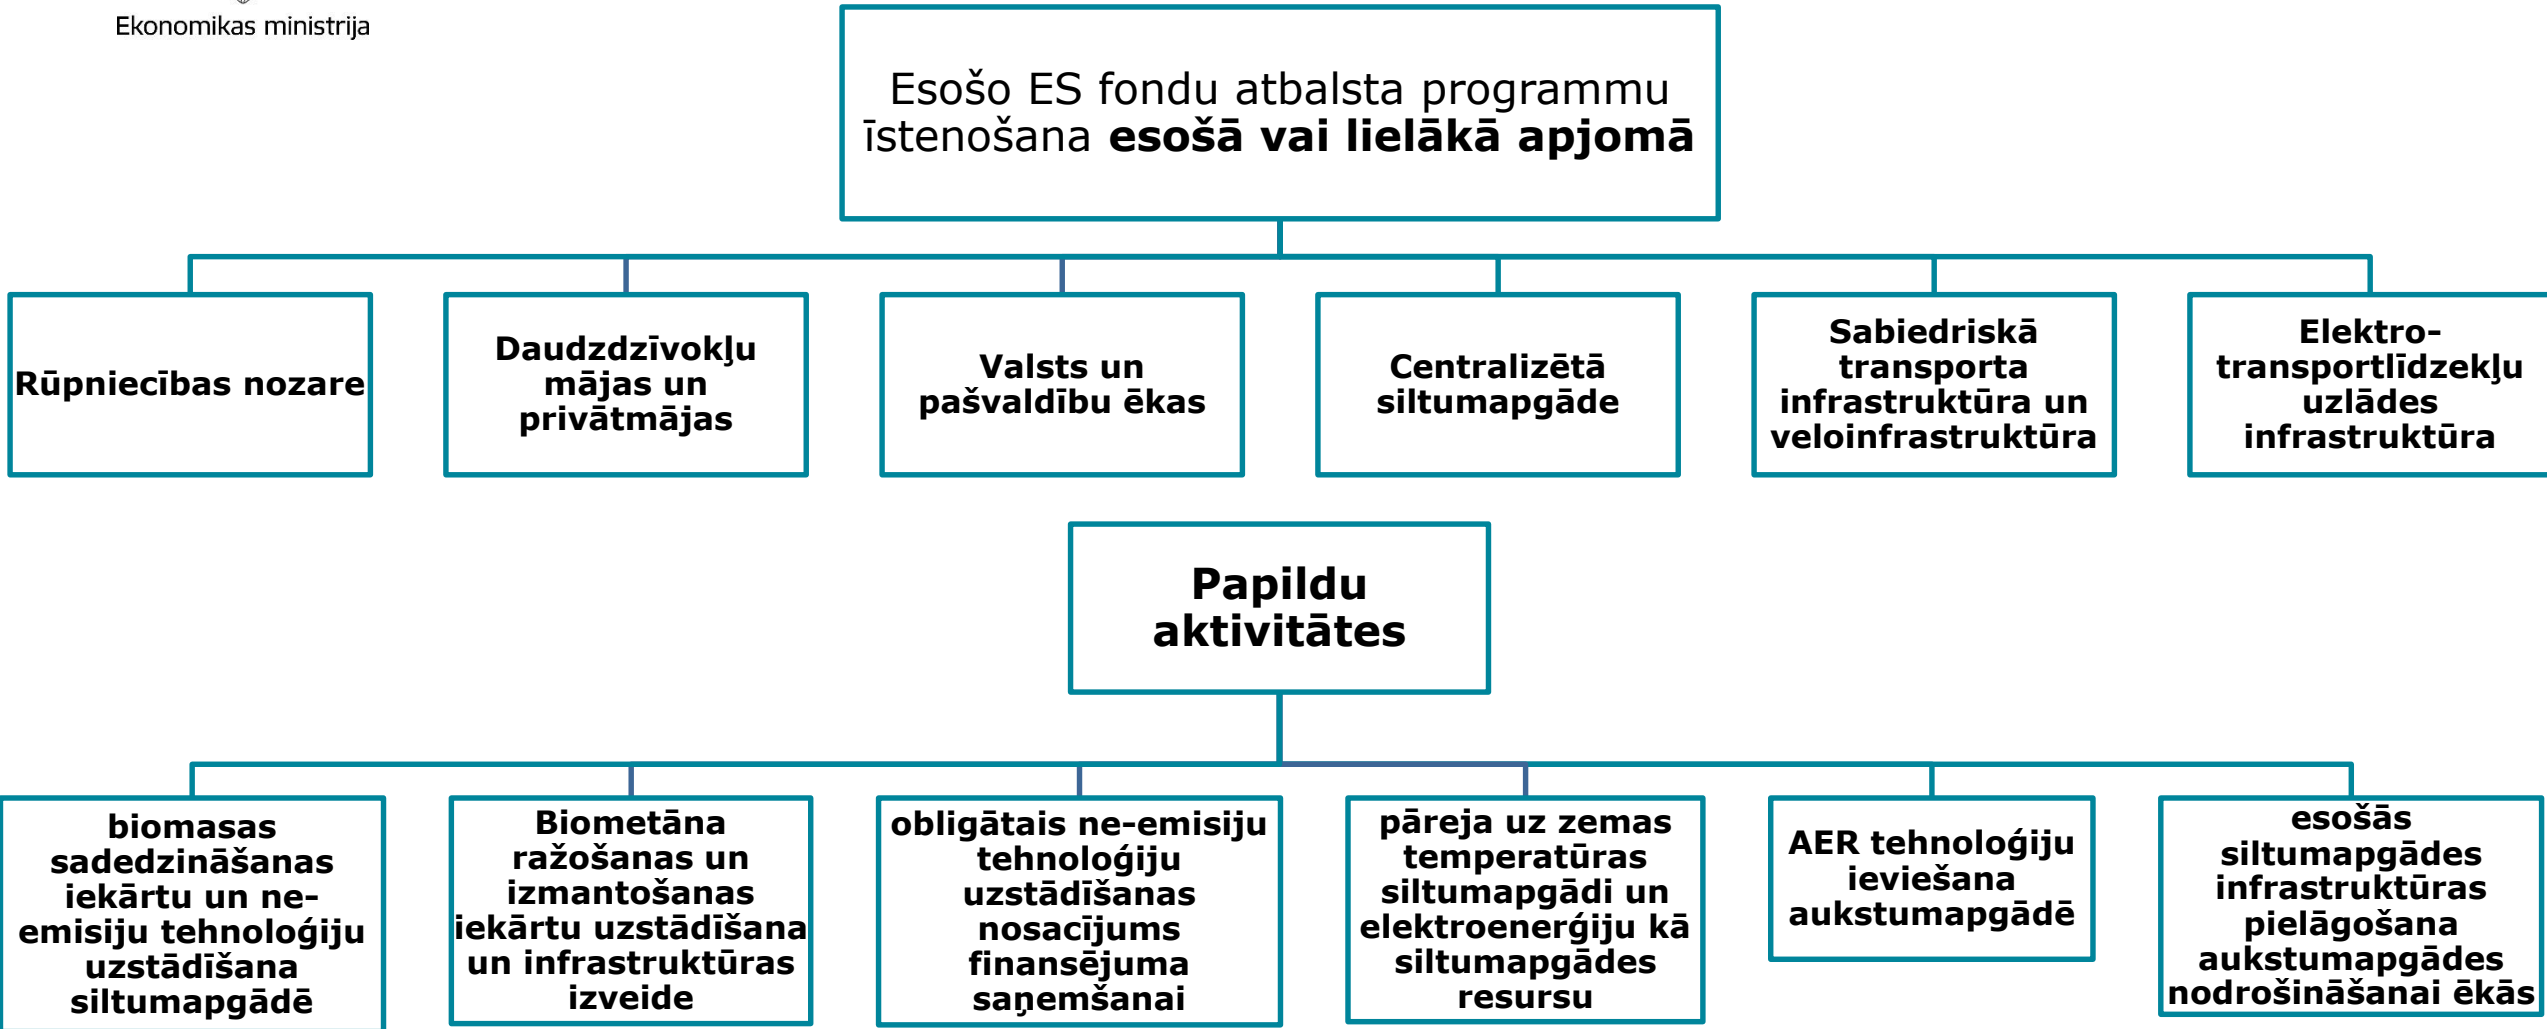 Ekonomikas ministrija
Esošo ES fondu atbalsta programmu
īstenošana esošā vai lielākā apjomā
Rūpniecības nozare
Daudzdzīvokļu
mājas un
privātmājas
Valsts un
pašvaldību ēkas
Centralizētā
siltumapgāde
Sabiedriskā
transporta
infrastruktūra un
veloinfrastruktūra
Elektro-
transportlīdzekļu
uzlādes
infrastruktūra
Papildu
aktivitātes
biomasas
sadedzināšanas
iekārtu un ne-
emisiju tehnoloģiju
uzstādīšana
siltumapgādē
Biometāna
ražošanas un
izmantošanas
iekārtu uzstādīšana
un infrastruktūras
izveide
obligātais ne-emisiju
tehnoloģiju
uzstādīšanas
nosacījums
finansējuma
saņemšanai
pāreja uz zemas
temperatūras
siltumapgādi un
elektroenerģiju kā
siltumapgādes
resursu
AER tehnoloģiju
ieviešana
aukstumapgādē
esošās
siltumapgādes
infrastruktūras
pielāgošana
aukstumapgādes
nodrošināšanai ēkās